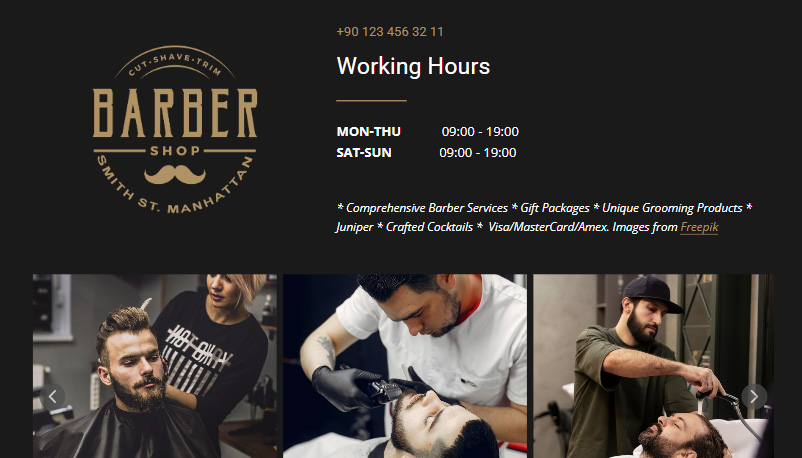 +90 123 456 32 11
CUT·SHAVE·TRIM
BARBER
SHOP
SMITH ST. MANHATTAN
Working Hours
MON-THU 09:00 - 19:00
SAT-SUN 09:00 - 19:00
* Comprehensive Barber Services * Gift Packages * Unique Grooming Products *
Juniper * Crafted Cocktails * Visa/MasterCard/Amex. Images from Freepik
HOT OKAY